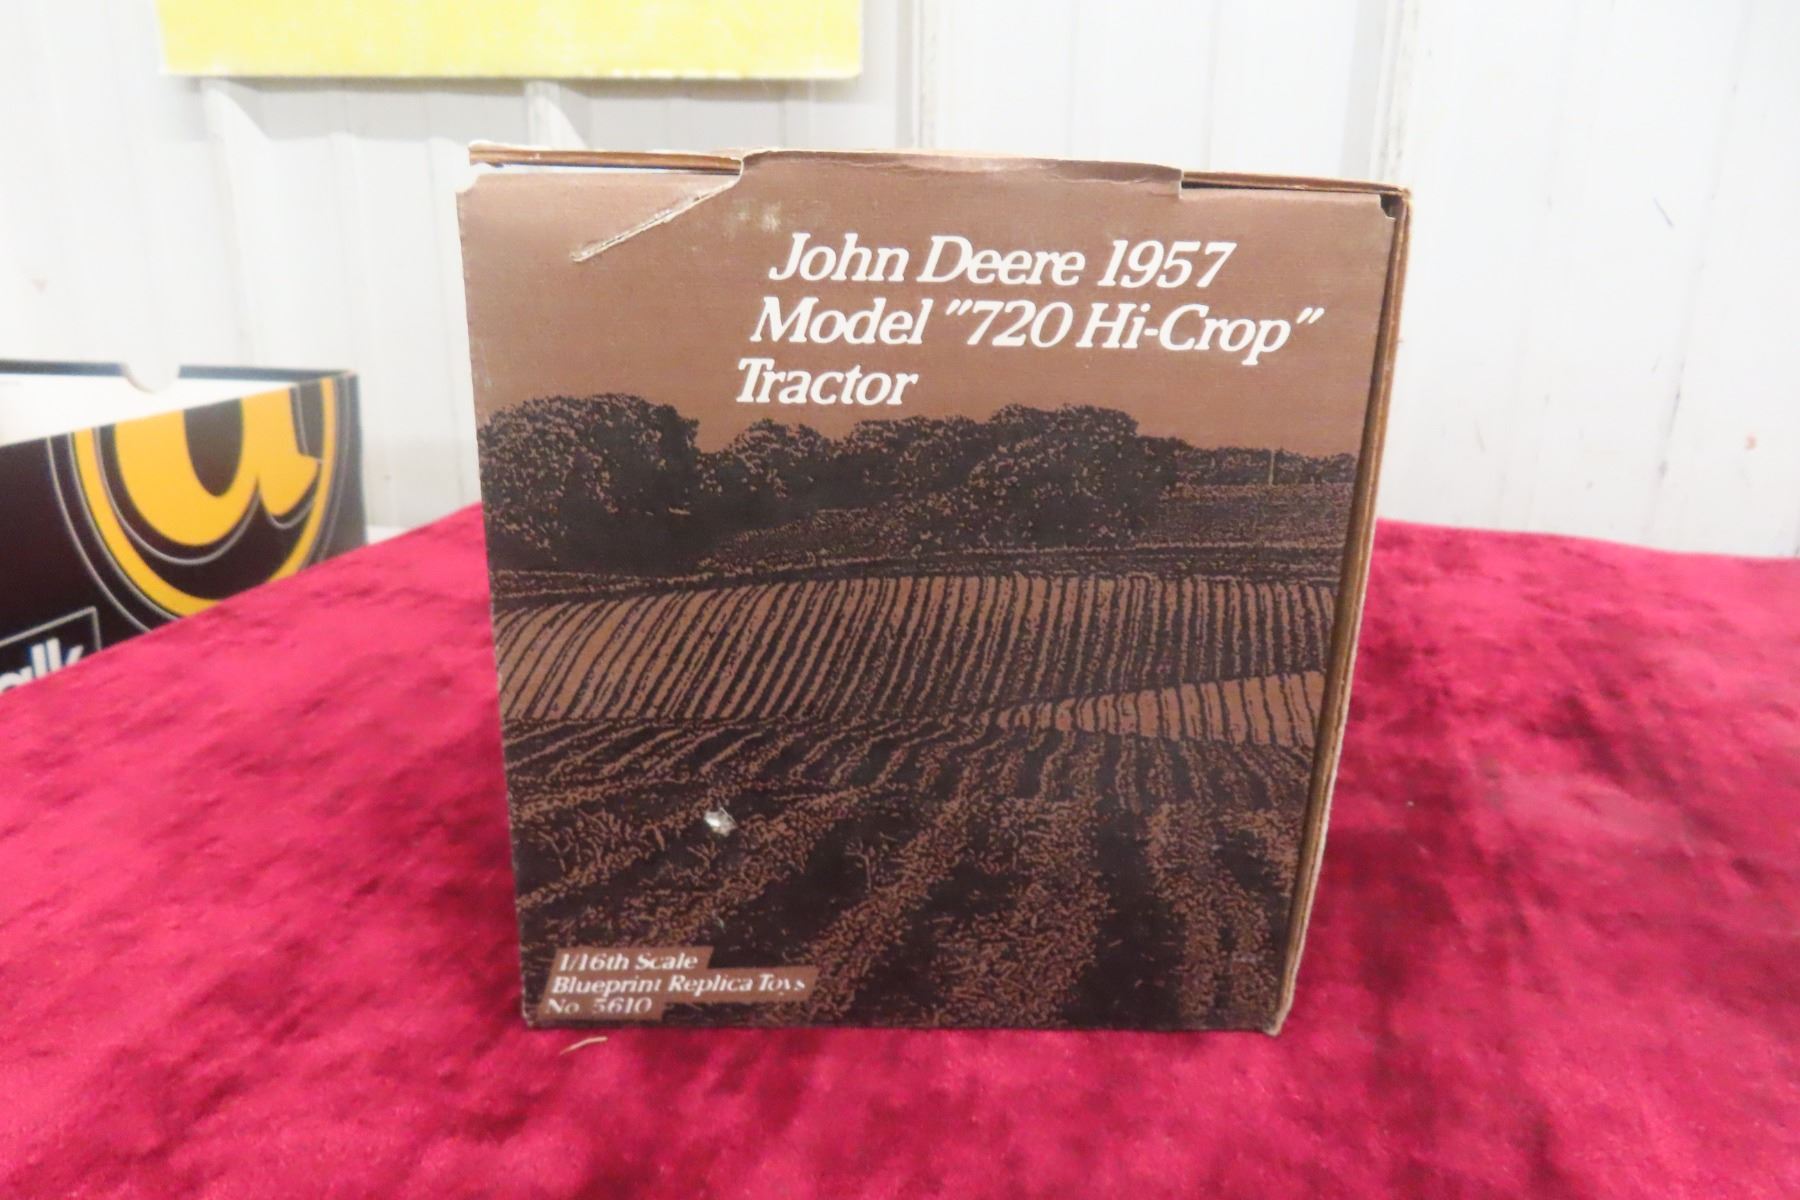 John Deere 1957
Model "720 Hi-Crop"
Tractor
1/16th Scale
Blueprint Replica Toys
No. 5610